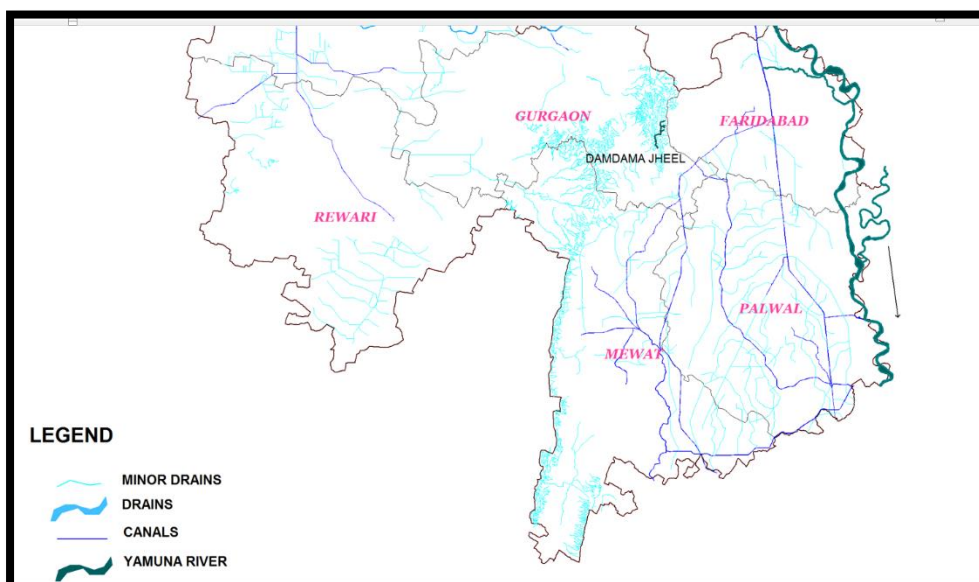 GURGAON
FARIDABAD
DAMDAMA JHEEL
REWARI
PALWAL
MEWAT
LEGEND
MINOR DRAINS
DRAINS
CANALS
YAMUNA RIVER